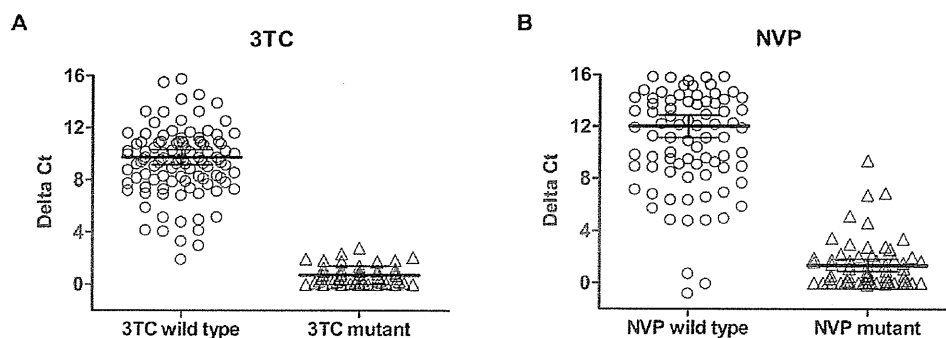 A
3TC
16
12
8
4
0
Delta Ct
3TC wild type
3TC mutant
B
NVP
16
12
8
4
0
Delta Ct
NVP wild type
NVP mutant